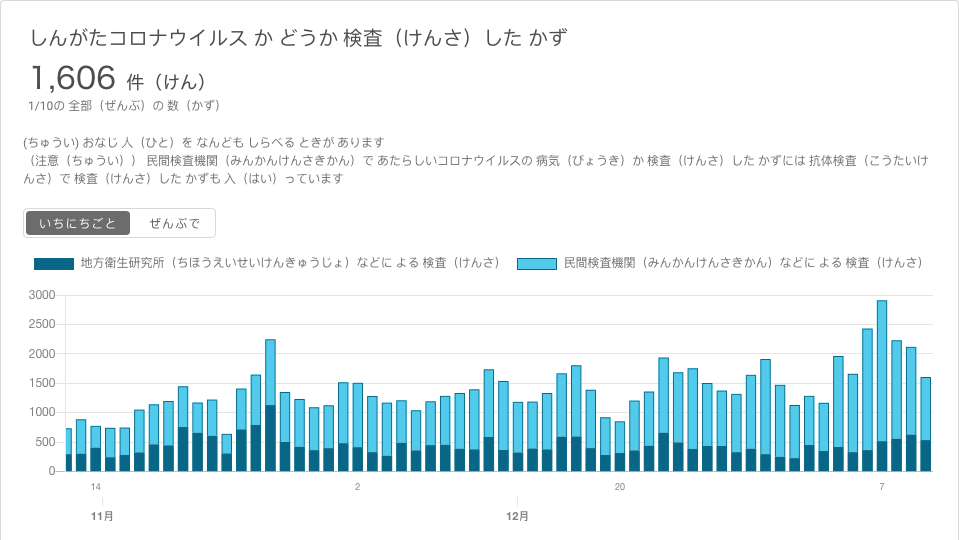 しんがたコロナウイルス か どうか 検査（けんさ）した かず
1,606 件（けん）
1/10の 全部（ぜんぶ）の 数（かず）
(ちゅうい) おなじ 人（ひと）を なんども しらべる ときが あります
（注意（ちゅうい）） 民間検査機関（みんかんけんさきかん）で あたらしいコロナウイルスの 病気（びょうき）か 検査（けんさ）した かずには 抗体検査（こうたいけ
んさ）で 検査（けんさ）した かずも 入（はい）っています
いちにちごと ぜんぶで
地方衛生研究所（ちほうえいせいけんきゅうじょ）などに よる 検査（けんさ） 民間検査機関（みんかんけんさきかん）などに よる 検査（けんさ）
3000
2500
2000
1500
1000
500
0
14 2 20 7
11月 12月